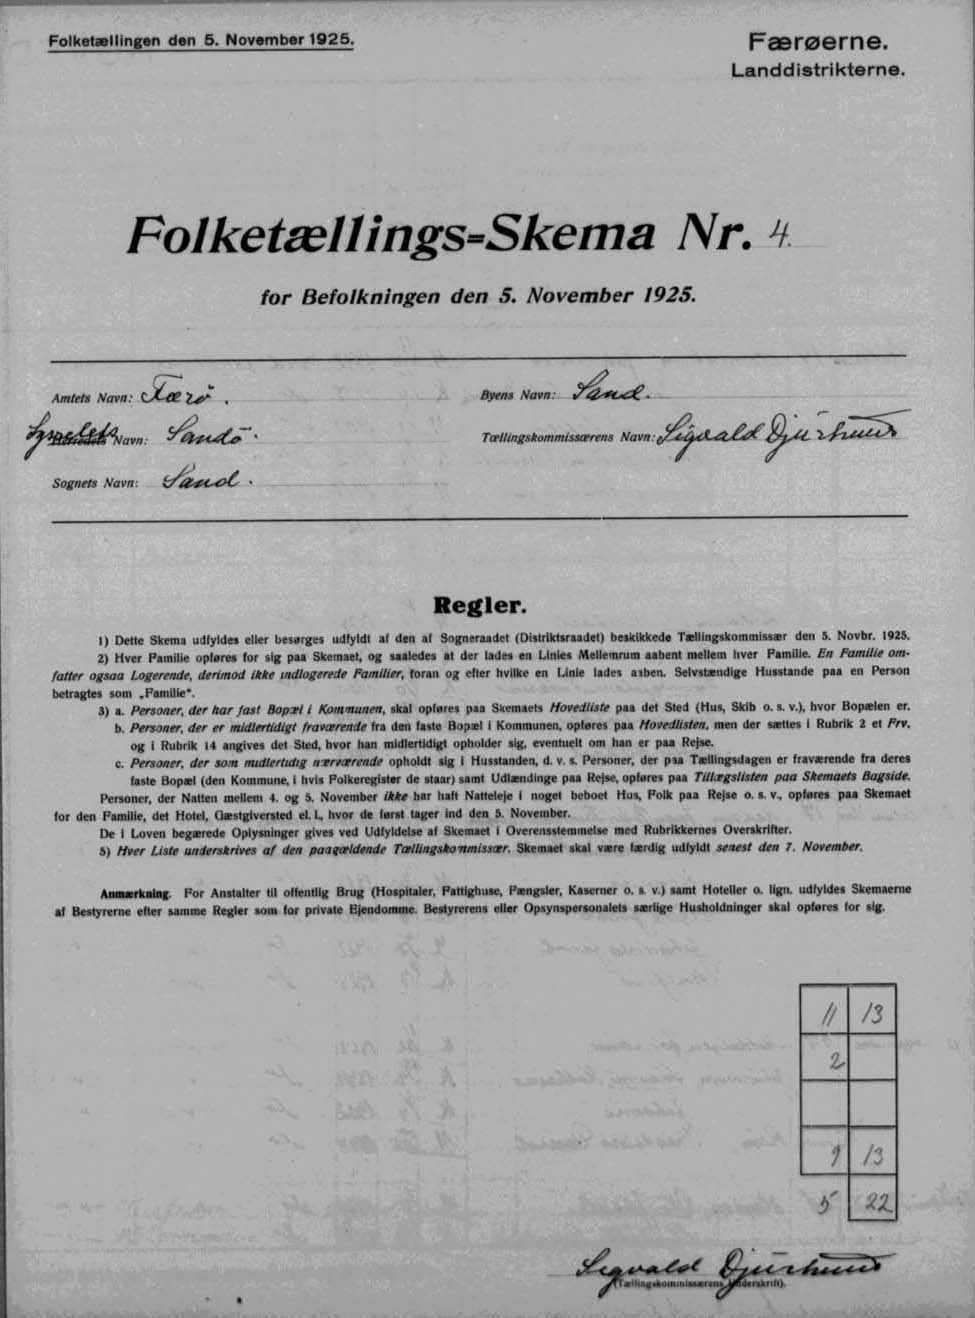 Folketællingen den 5. November 1925.
Færøerne.
Landdistrikterne.
Folketællings=Skema Nr. 4.
for Befolkningen den 5. November 1925.
Amtets Navn: Færö.
Byens Navn: Sand.
Sysselets Herredets Navn: Sandö.
Tællingskommissærens Navn: Sigvald Djurhuus
Sognets Navn: Sand.
Regler.
1) Dette Skema udfyldes eller besørges udfyldt af den af Sogneraadet (Distriktsraadet) beskikkede Tællingskommissær den 5. Novbr. 1925.
2) Hver Familie opføres for sig paa Skemaet, og saaledes at der lades en Linies Mellemrum aabent mellem hver Familie. En Familie om-
fatter ogsaa Logerende, derimod ikke indlogerede Familier, foran og efter hvilke en Linie lades aaben. Selvstændige Husstande paa en Person
betragtes som „Familie".
3) a. Personer, der har fast Bopæl i Kommunen, skal opføres paa Skemaets Hovedliste paa det Sted (Hus, Skib o. s. v.), hvor Bopælen er.
b. Personer, der er midlertidigt fraværende fra den faste Bopæl i Kommunen, opføres paa Hovedlisten, men der sættes i Rubrik 2 et Frv,
og i Rubrik 14 angives det Sted, hvor han midlertidigt opholder sig, eventuelt om han er paa Rejse.
c. Personer, der som midlertidig nærværende opholdt sig i Husstanden, d. v. s. Personer, der paa Tællingsdagen er fraværende fra deres
faste Bopæl (den Kommune, i hvis Folkeregister de staar) samt Udlændinge paa Rejse, opføres paa Tillægslisten paa Skemaets Bagside.
Personer, der Natten mellem 4. og 5. November ikke har haft Natteleje i noget beboet Hus, Folk paa Rejse o. s. v., opføres paa Skemaet
for den Familie, det Hotel, Gæstgiversted el. l., hvor de først tager ind den 5. November.
De i Loven begærede Oplysninger gives ved Udfyldelse af Skemaet i Overensstemmelse med Rubrikkernes Overskrifter.
5) Hver Liste underskrives af den paagældende Tællingskommissær. Skemaet skal være færdig udfyldt senest den 7. November.
Anmærkning. For Anstalter til offentlig Brug (Hospitaler, Fattighuse, Fængsler, Kaserner o. s. v.) samt Hoteller o. lign. udfyldes Skemaerne
af Bestyrerne efter samme Regler som for private Ejendomme. Bestyrerens eller Opsynspersonalets særlige Husholdninger skal opføres for sig.
11 13
2
9 13
5 22
Sigvald Djurhuus
(Tællingskommissærens Underskrift).